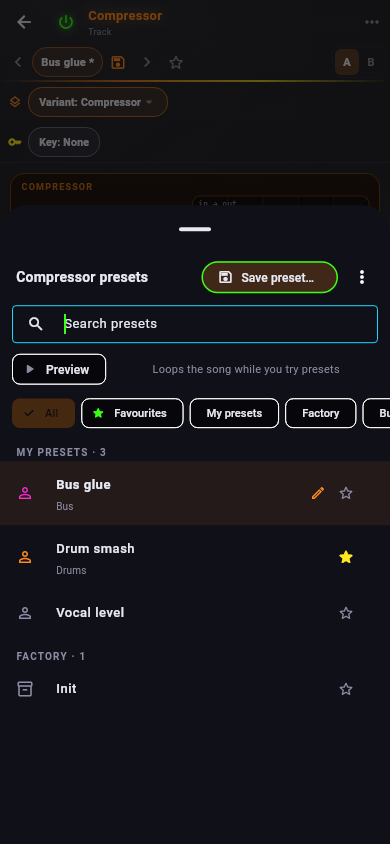 Compressor
Track
Bus glue *
A
B
Variant: Compressor
Key: None
COMPRESSOR
in → out
Compressor presets
Save preset…
Search presets
Preview
Loops the song while you try presets
All
Favourites
My presets
Factory
Bu
MY PRESETS · 3
Bus glue
Bus
Drum smash
Drums
Vocal level
FACTORY · 1
Init